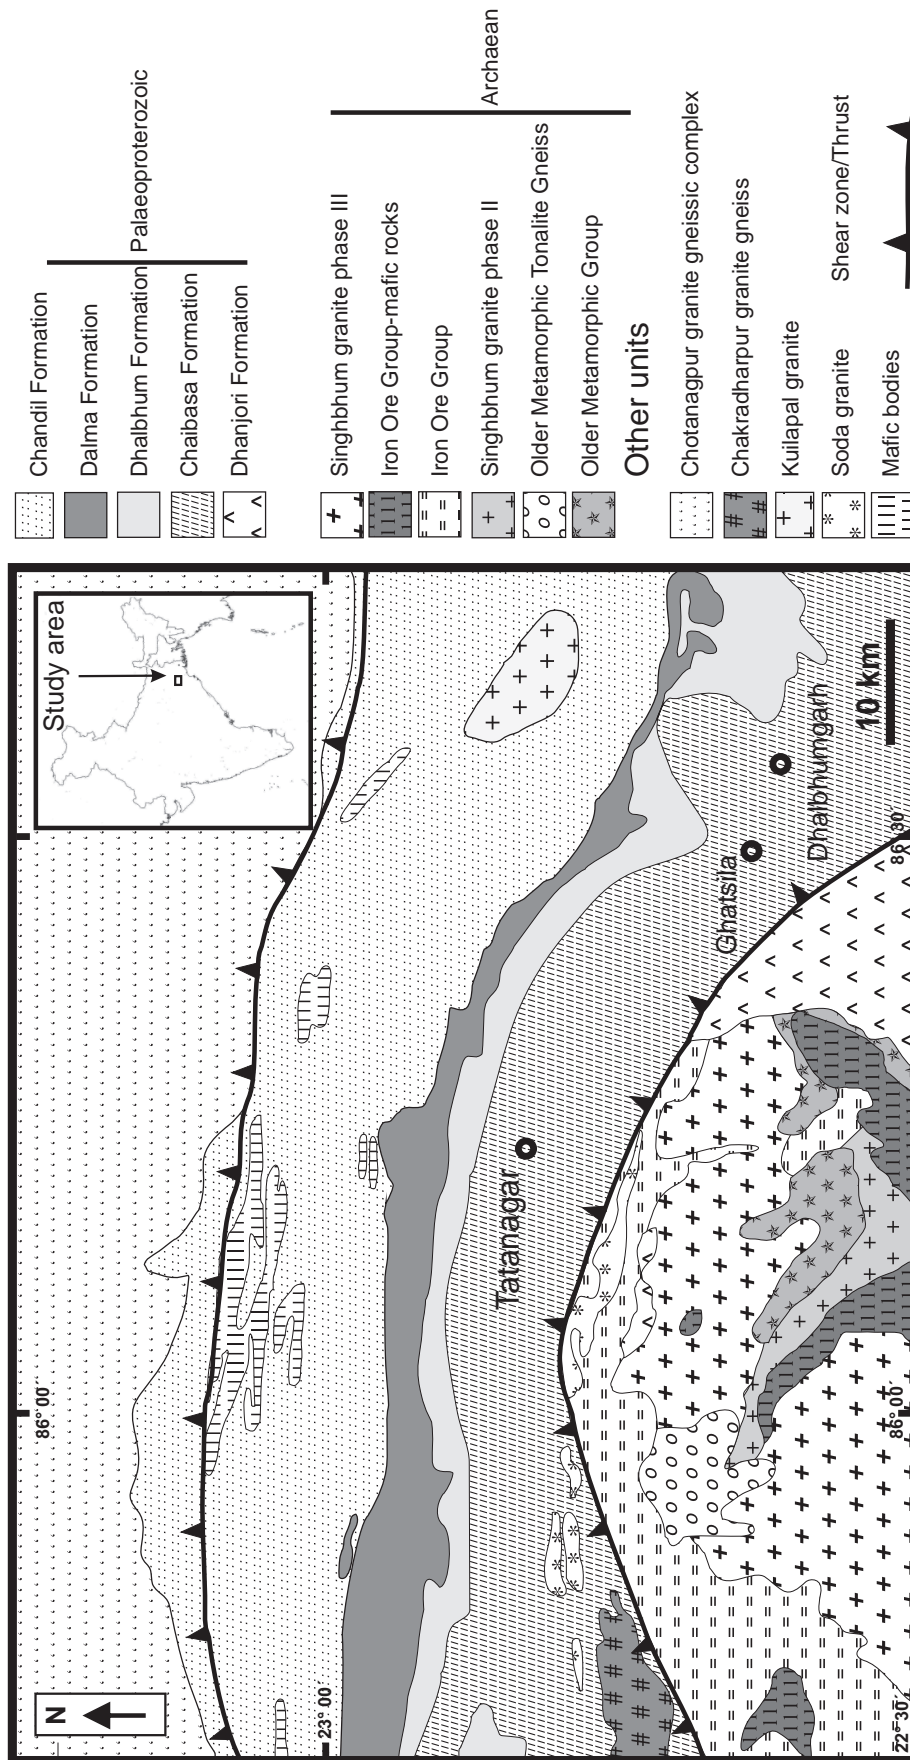 Chandil Formation
Dalma Formation
Dhalbhum Formation
Chaibasa Formation
Dhanjori Formation
Palaeoproterozoic
Singhbhum granite phase III
Iron Ore Group-mafic rocks
Iron Ore Group
Singhbhum granite phase II
Older Metamorphic Tonalite Gneiss
Older Metamorphic Group
Archaean
Other units
Chotanagpur granite gneissic complex
Chakradharpur granite gneiss
Kuilapal granite
Soda granite
Mafic bodies
Shear zone/Thrust
Study area
N
86° 00´
23° 00
Tatanagar
Ghatsila
Dhalbhumgarh
10 km
22° 30´
86° 00´
86° 30´